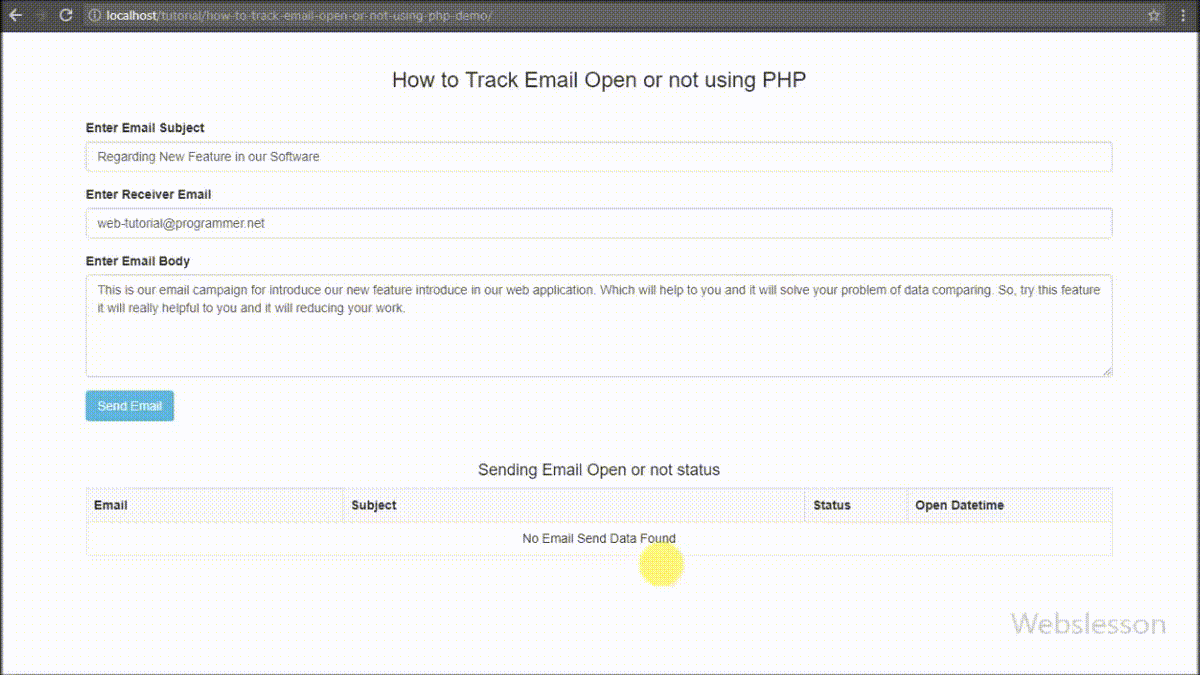 localhost/tutorial/how-to-track-email-open-or-not-using-php-demo/
How to Track Email Open or not using PHP
Enter Email Subject
Regarding New Feature in our Software
Enter Receiver Email
web-tutorial@programmer.net
Enter Email Body
This is our email campaign for introduce our new feature introduce in our web application. Which will help to you and it will solve your problem of data comparing. So, try this feature
it will really helpful to you and it will reducing your work.
Send Email
Sending Email Open or not status
Email Subject Status Open Datetime
No Email Send Data Found
Webslesson